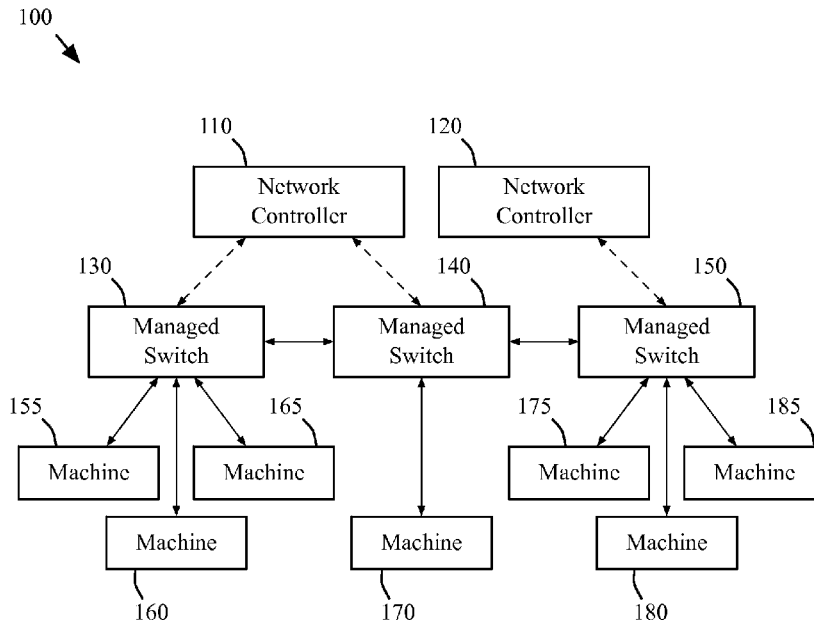 100
110
120
Network
Controller
Network
Controller
130
140
150
Managed
Switch
Managed
Switch
Managed
Switch
155
165
175
185
Machine
Machine
Machine
Machine
Machine
Machine
Machine
160
170
180